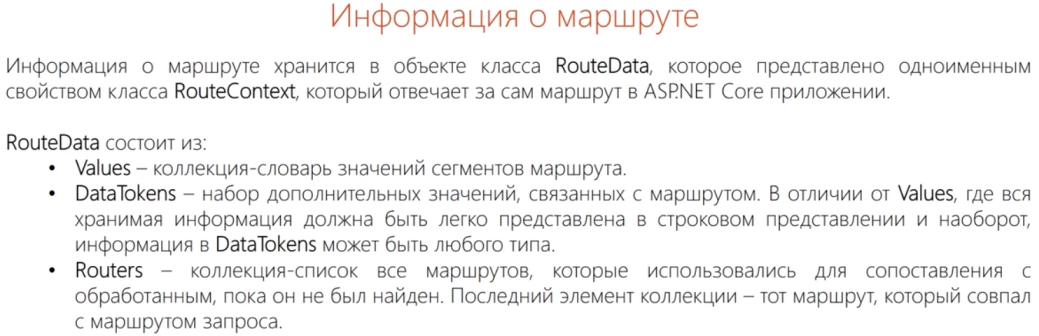 Информация о маршруте
Информация о маршруте хранится в объекте класса RouteData, которое представлено одноименным
свойством класса RouteContext, который отвечает за сам маршрут в ASP.NET Core приложении.
RouteData состоит из:
• Values – коллекция-словарь значений сегментов маршрута.
• DataTokens – набор дополнительных значений, связанных с маршрутом. В отличии от Values, где вся
хранимая информация должна быть легко представлена в строковом представлении и наоборот,
информация в DataTokens может быть любого типа.
• Routers – коллекция-список все маршрутов, которые использовались для сопоставления с
обработанным, пока он не был найден. Последний элемент коллекции – тот маршрут, который совпал
с маршрутом запроса.